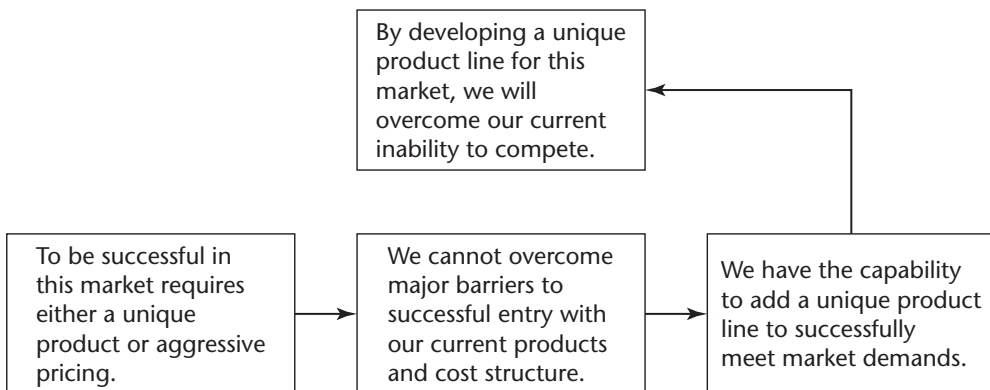 By developing a unique
product line for this
market, we will
overcome our current
inability to compete.
To be successful in
this market requires
either a unique
product or aggressive
pricing.
We cannot overcome
major barriers to
successful entry with
our current products
and cost structure.
We have the capability
to add a unique product
line to successfully
meet market demands.